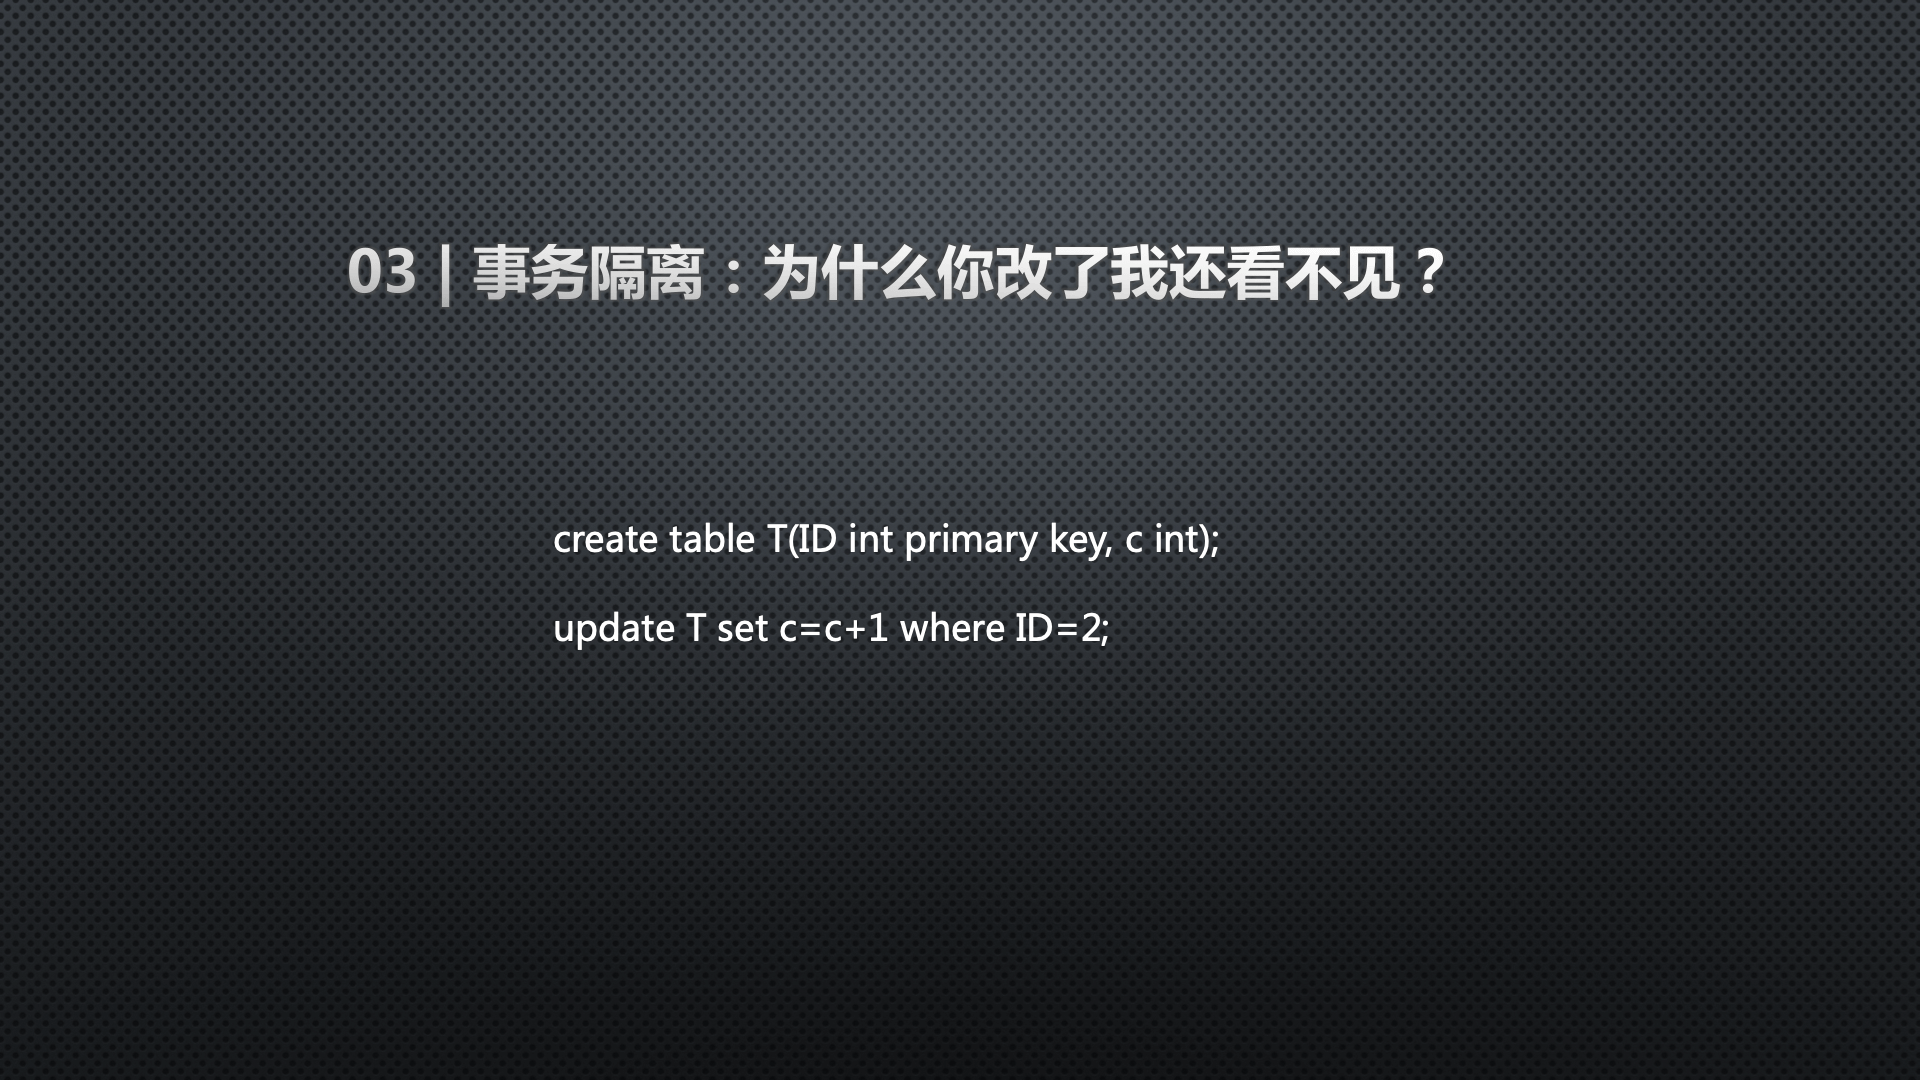 03 | 事务隔离：为什么你改了我还看不见？
create table T(ID int primary key, c int);
update T set c=c+1 where ID=2;